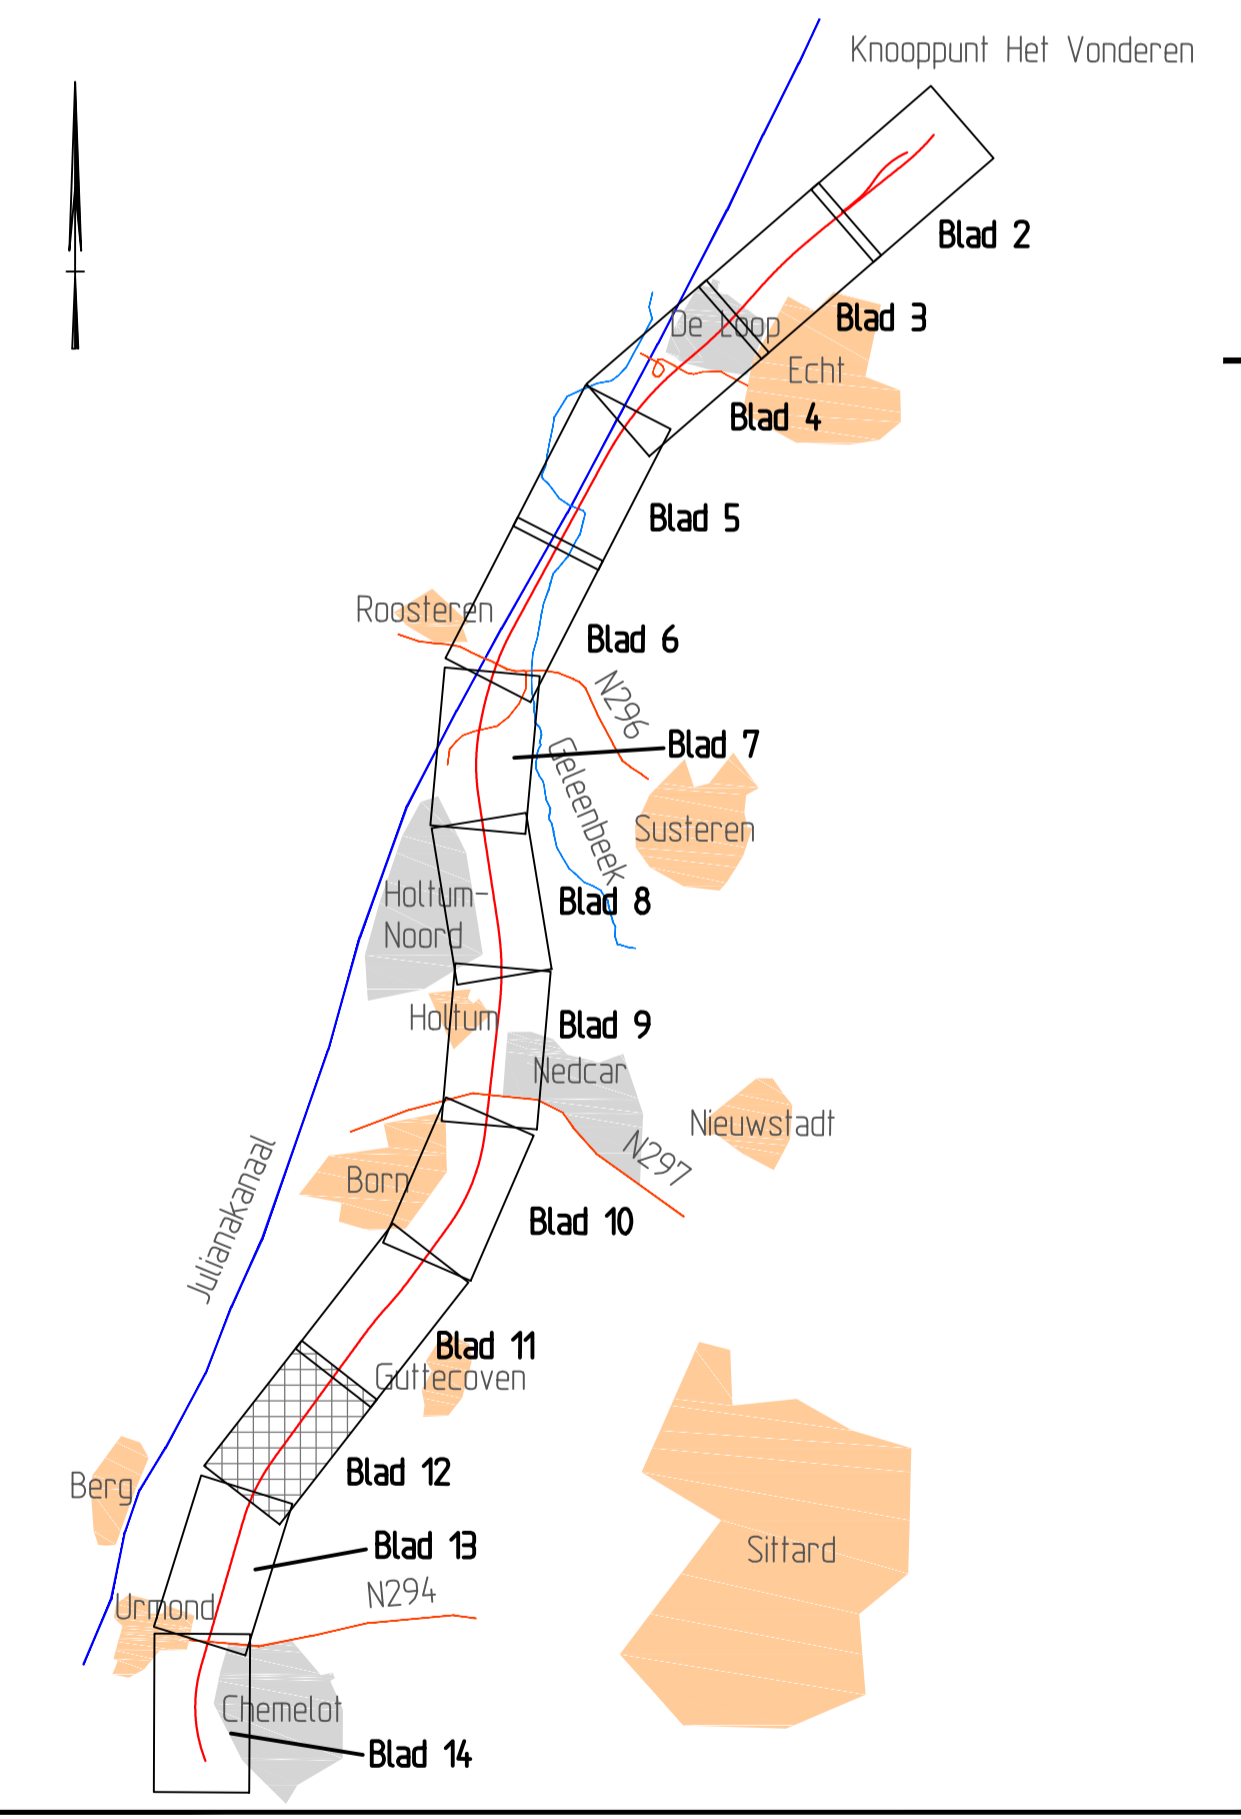 Knooppunt Het Vonderen
Blad 2
Blad 3
De Loop
Echt
Blad 4
Blad 5
Roosteren
Blad 6
N296
Blad 7
Geleenbeek
Susteren
Holtum-
Noord
Blad 8
Holtum
Blad 9
Nedcar
Nieuwstadt
N297
Born
Julianakanaal
Blad 10
Blad 11
Guttecoven
Blad 12
Berg
Blad 13
Sittard
N294
Urmond
Chemelot
Blad 14